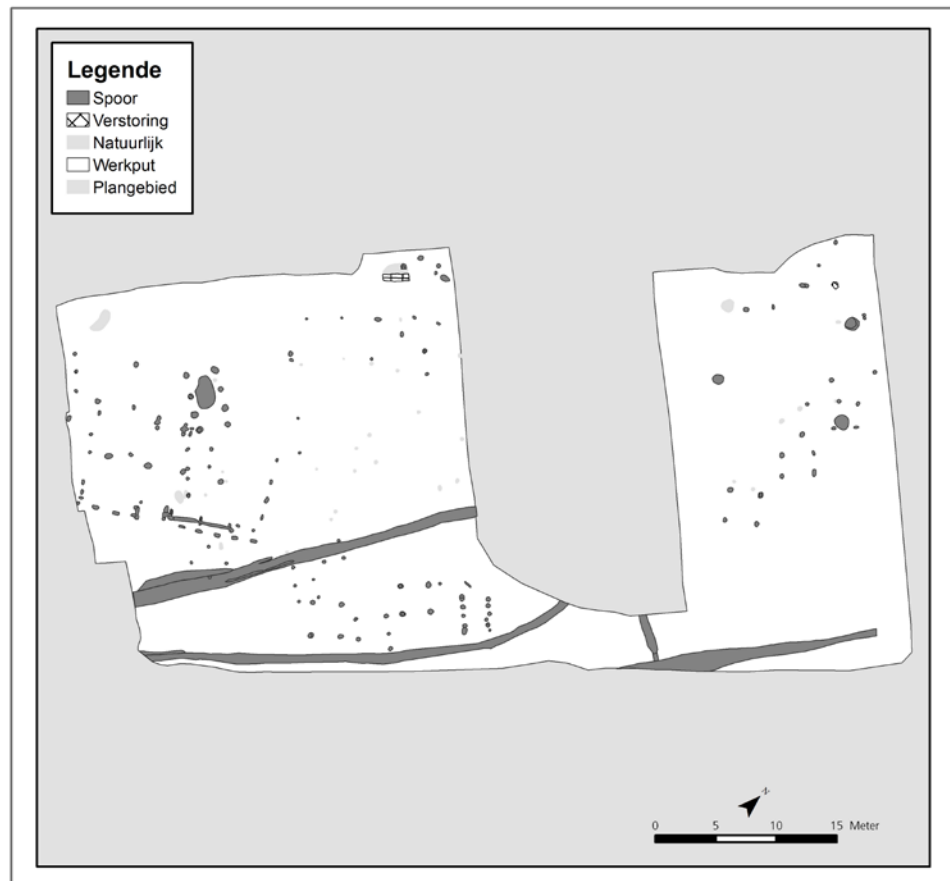 Legende
Spoor
Verstoring
Natuurlijk
Werkput
Plangebied
N
0 5 10 15 Meter